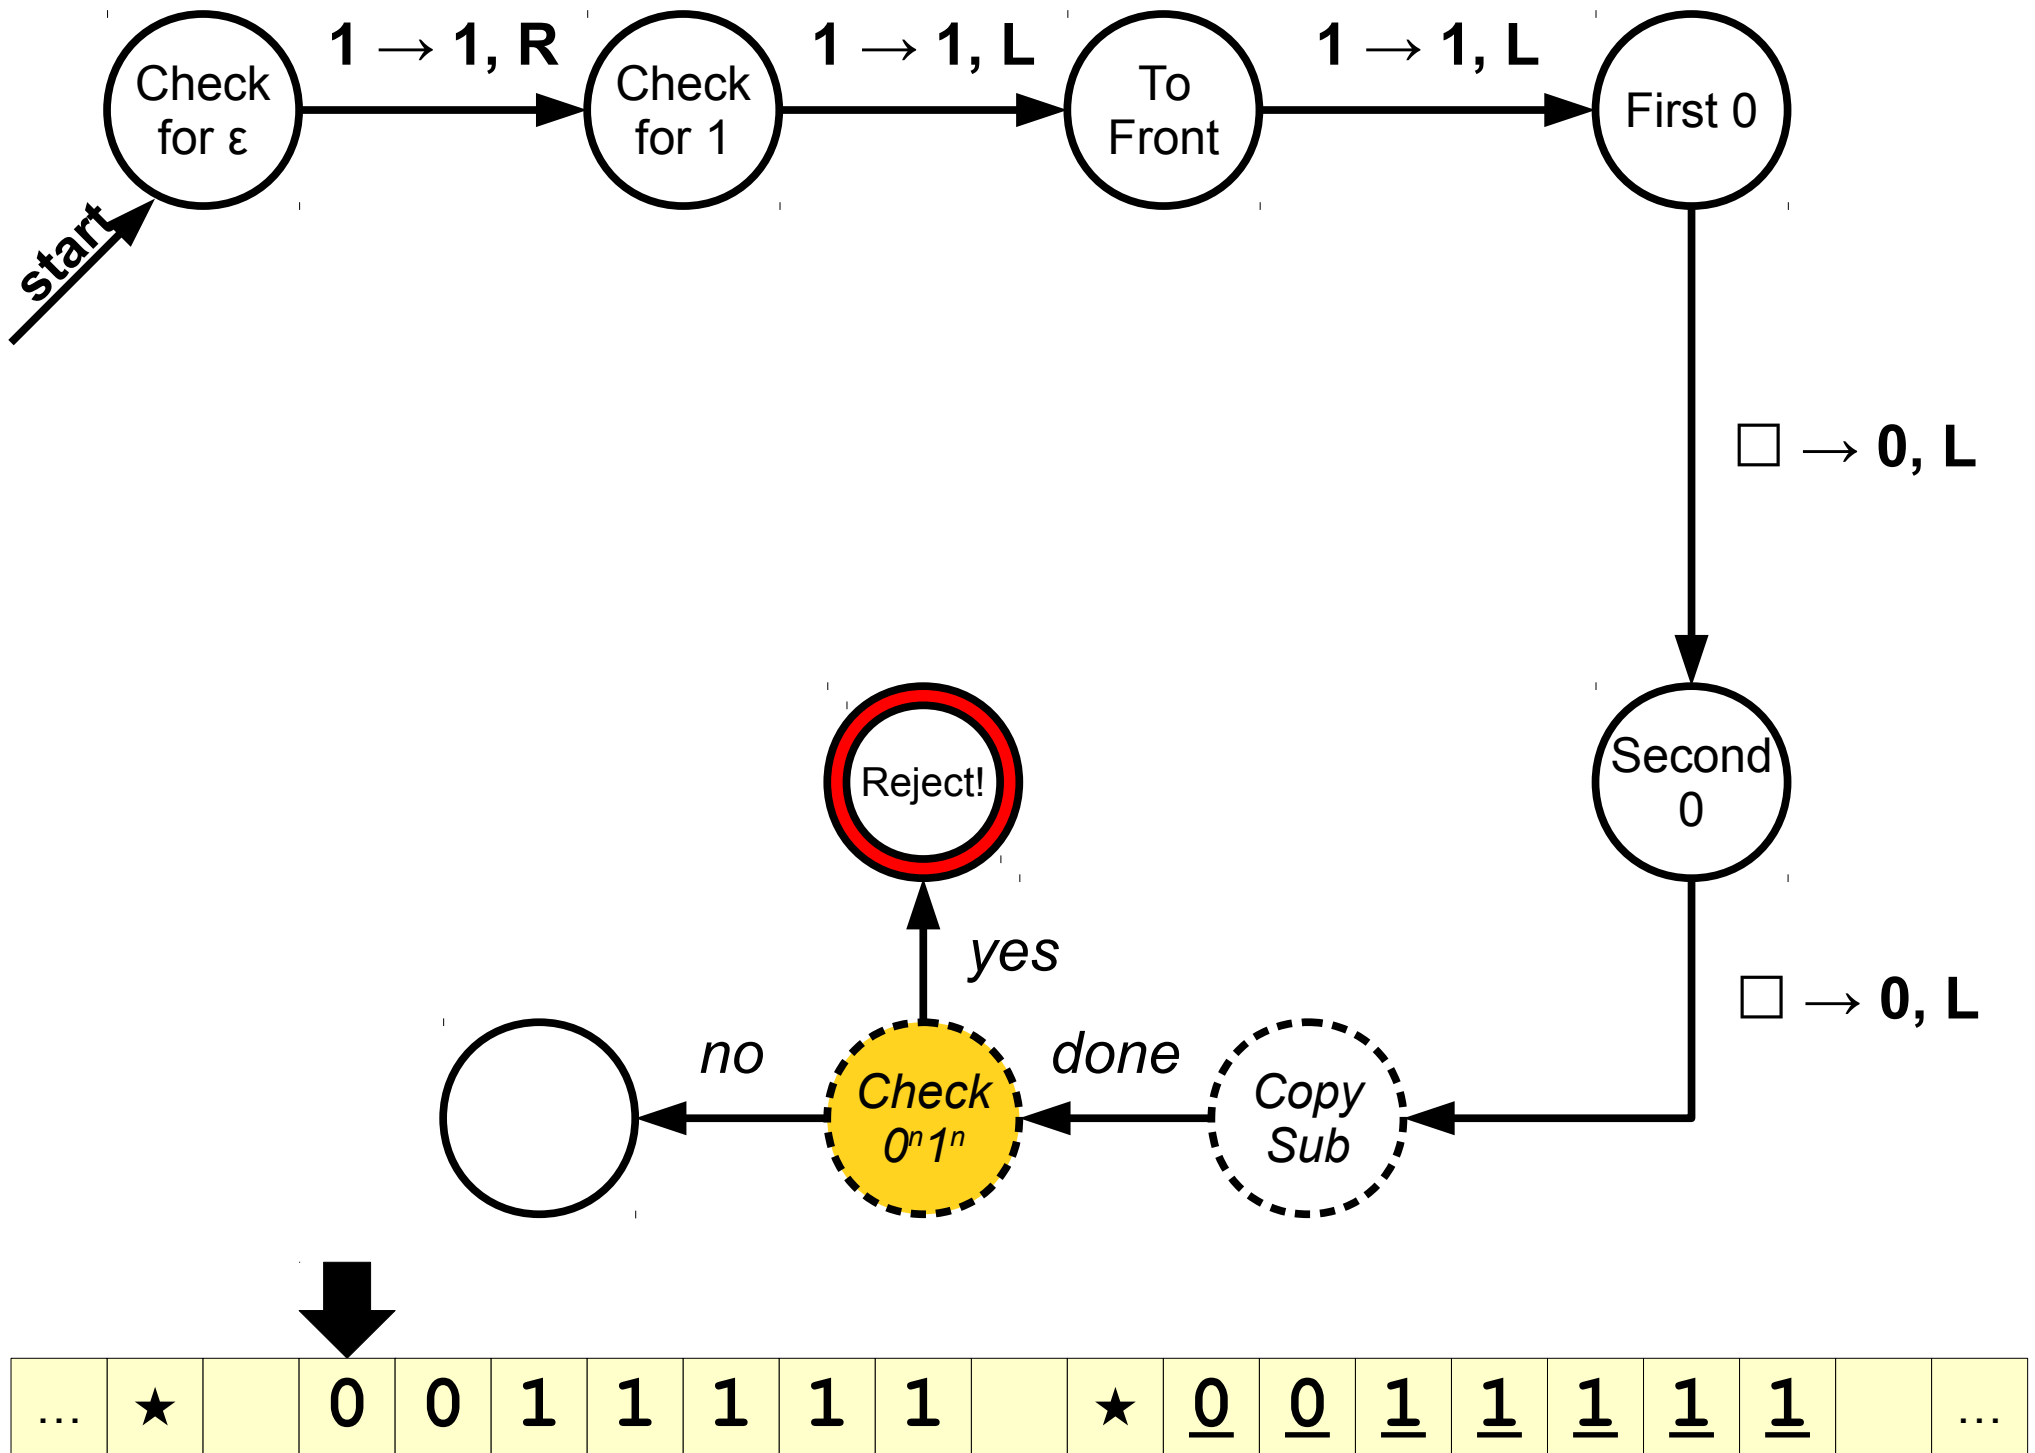 Check
for ε
1 → 1, R
Check
for 1
1 → 1, L
To
Front
1 → 1, L
First 0
start
□ → 0, L
Second
0
Reject!
yes
□ → 0, L
no
Check
0ⁿ1ⁿ
done
Copy
Sub
... ★ 0 0 1 1 1 1 1 ★ 0 0 1 1 1 1 1 ...